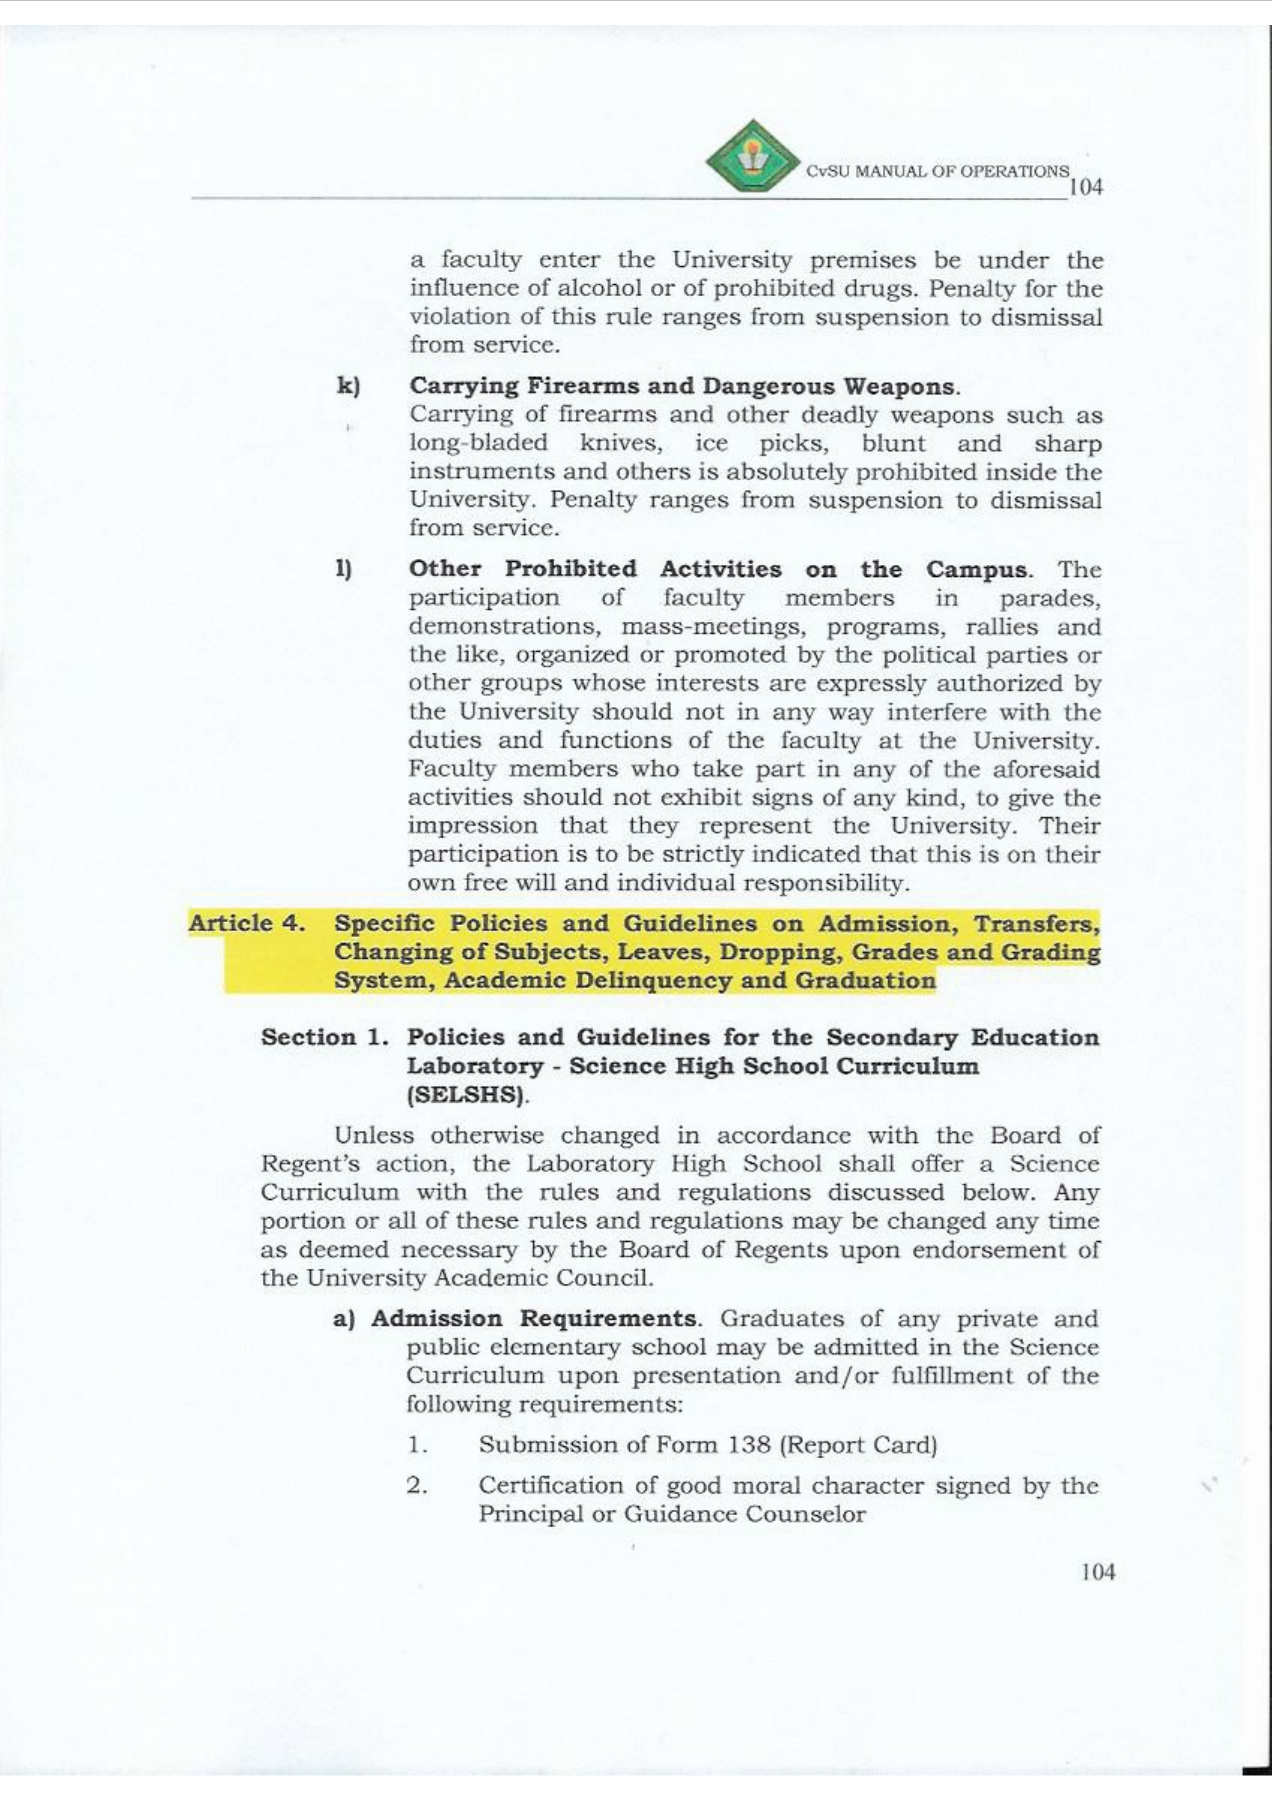 CvSU MANUAL OF OPERATIONS
104
a faculty enter the University premises be under the
influence of alcohol or of prohibited drugs. Penalty for the
violation of this rule ranges from suspension to dismissal
from service.
k) Carrying Firearms and Dangerous Weapons.
Carrying of firearms and other deadly weapons such as
long-bladed knives, ice picks, blunt and sharp
instruments and others is absolutely prohibited inside the
University. Penalty ranges from suspension to dismissal
from service.
l) Other Prohibited Activities on the Campus. The
participation of faculty members in parades,
demonstrations, mass-meetings, programs, rallies and
the like, organized or promoted by the political parties or
other groups whose interests are expressly authorized by
the University should not in any way interfere with the
duties and functions of the faculty at the University.
Faculty members who take part in any of the aforesaid
activities should not exhibit signs of any kind, to give the
impression that they represent the University. Their
participation is to be strictly indicated that this is on their
own free will and individual responsibility.
Article 4. Specific Policies and Guidelines on Admission, Transfers,
Changing of Subjects, Leaves, Dropping, Grades and Grading
System, Academic Delinquency and Graduation
Section 1. Policies and Guidelines for the Secondary Education
Laboratory - Science High School Curriculum
(SELSHS).
Unless otherwise changed in accordance with the Board of
Regent's action, the Laboratory High School shall offer a Science
Curriculum with the rules and regulations discussed below. Any
portion or all of these rules and regulations may be changed any time
as deemed necessary by the Board of Regents upon endorsement of
the University Academic Council.
a) Admission Requirements. Graduates of any private and
public elementary school may be admitted in the Science
Curriculum upon presentation and/or fulfillment of the
following requirements:
1. Submission of Form 138 (Report Card)
2. Certification of good moral character signed by the
Principal or Guidance Counselor
104